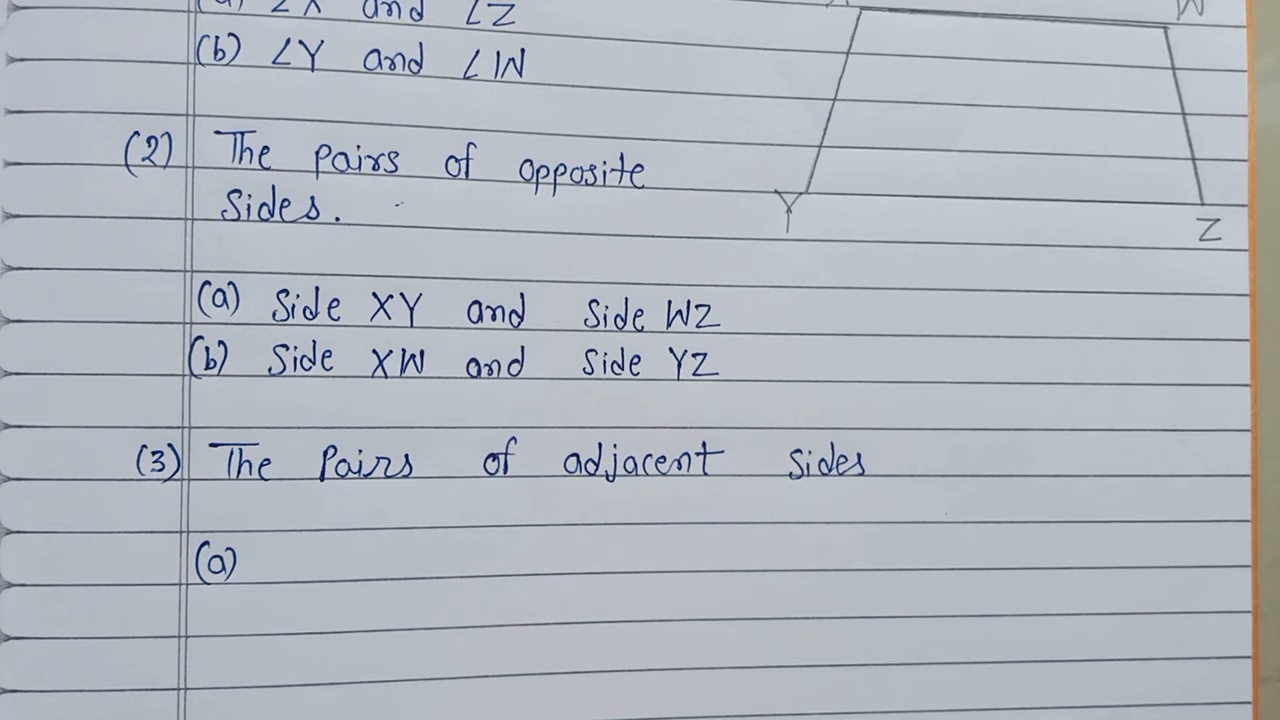 (a) ∠X and ∠Z
(b) ∠Y and ∠W
(2) The pairs of opposite
sides.
(a) Side XY and Side WZ
(b) Side XW and Side YZ
(3) The Pairs of adjacent sides
(a)
X
W
Y
Z